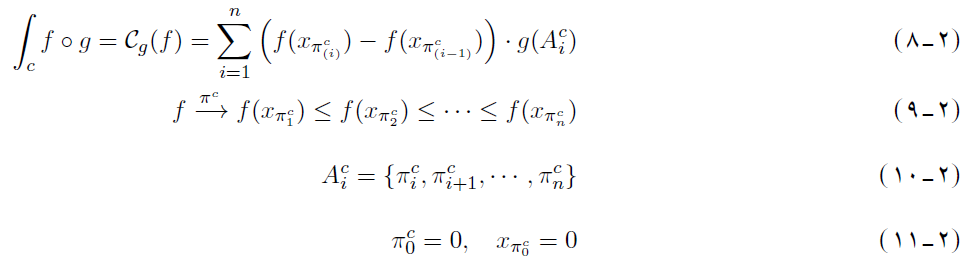 ∫_c f ∘ g = 𝒞_g(f) = ∑_{i=1}^{n} (f(x_{π^c_{(i)}}) − f(x_{π^c_{(i−1)}})) · g(A^c_i) (۸−۲)
f \xrightarrow{π^c} f(x_{π^c_1}) ≤ f(x_{π^c_2}) ≤ ⋯ ≤ f(x_{π^c_n}) (۹−۲)
A^c_i = {π^c_i, π^c_{i+1}, ⋯ , π^c_n} (۱۰−۲)
π^c_0 = 0, x_{π^c_0} = 0 (۱۱−۲)